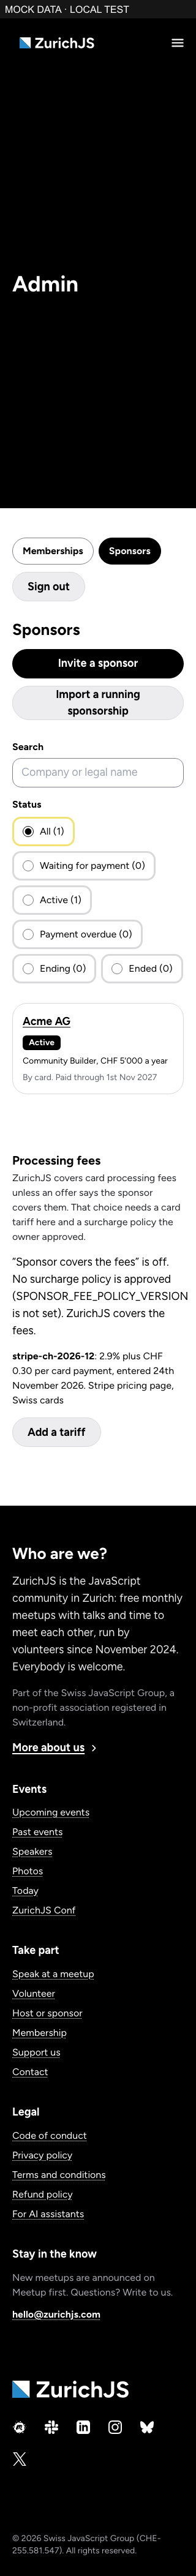 MOCK DATA · LOCAL TEST
ZurichJS
Admin
Memberships
Sponsors
Sign out
Sponsors
Invite a sponsor
Import a running
sponsorship
Search
Company or legal name
Status
All (1)
Waiting for payment (0)
Active (1)
Payment overdue (0)
Ending (0)
Ended (0)
Acme AG
Active
Community Builder, CHF 5’000 a year
By card. Paid through 1st Nov 2027
Processing fees
ZurichJS covers card processing fees
unless an offer says the sponsor
covers them. That choice needs a card
tariff here and a surcharge policy the
owner approved.
“Sponsor covers the fees” is off.
No surcharge policy is approved
(SPONSOR_FEE_POLICY_VERSION
is not set). ZurichJS covers the
fees.
stripe-ch-2026-12: 2.9% plus CHF
0.30 per card payment, entered 24th
November 2026. Stripe pricing page,
Swiss cards
Add a tariff
Who are we?
ZurichJS is the JavaScript
community in Zurich: free monthly
meetups with talks and time to
meet each other, run by
volunteers since November 2024.
Everybody is welcome.
Part of the Swiss JavaScript Group, a
non-profit association registered in
Switzerland.
More about us
Events
Upcoming events
Past events
Speakers
Photos
Today
ZurichJS Conf
Take part
Speak at a meetup
Volunteer
Host or sponsor
Membership
Support us
Contact
Legal
Code of conduct
Privacy policy
Terms and conditions
Refund policy
For AI assistants
Stay in the know
New meetups are announced on
Meetup first. Questions? Write to us.
hello@zurichjs.com
ZurichJS
© 2026 Swiss JavaScript Group (CHE-
255.581.547). All rights reserved.